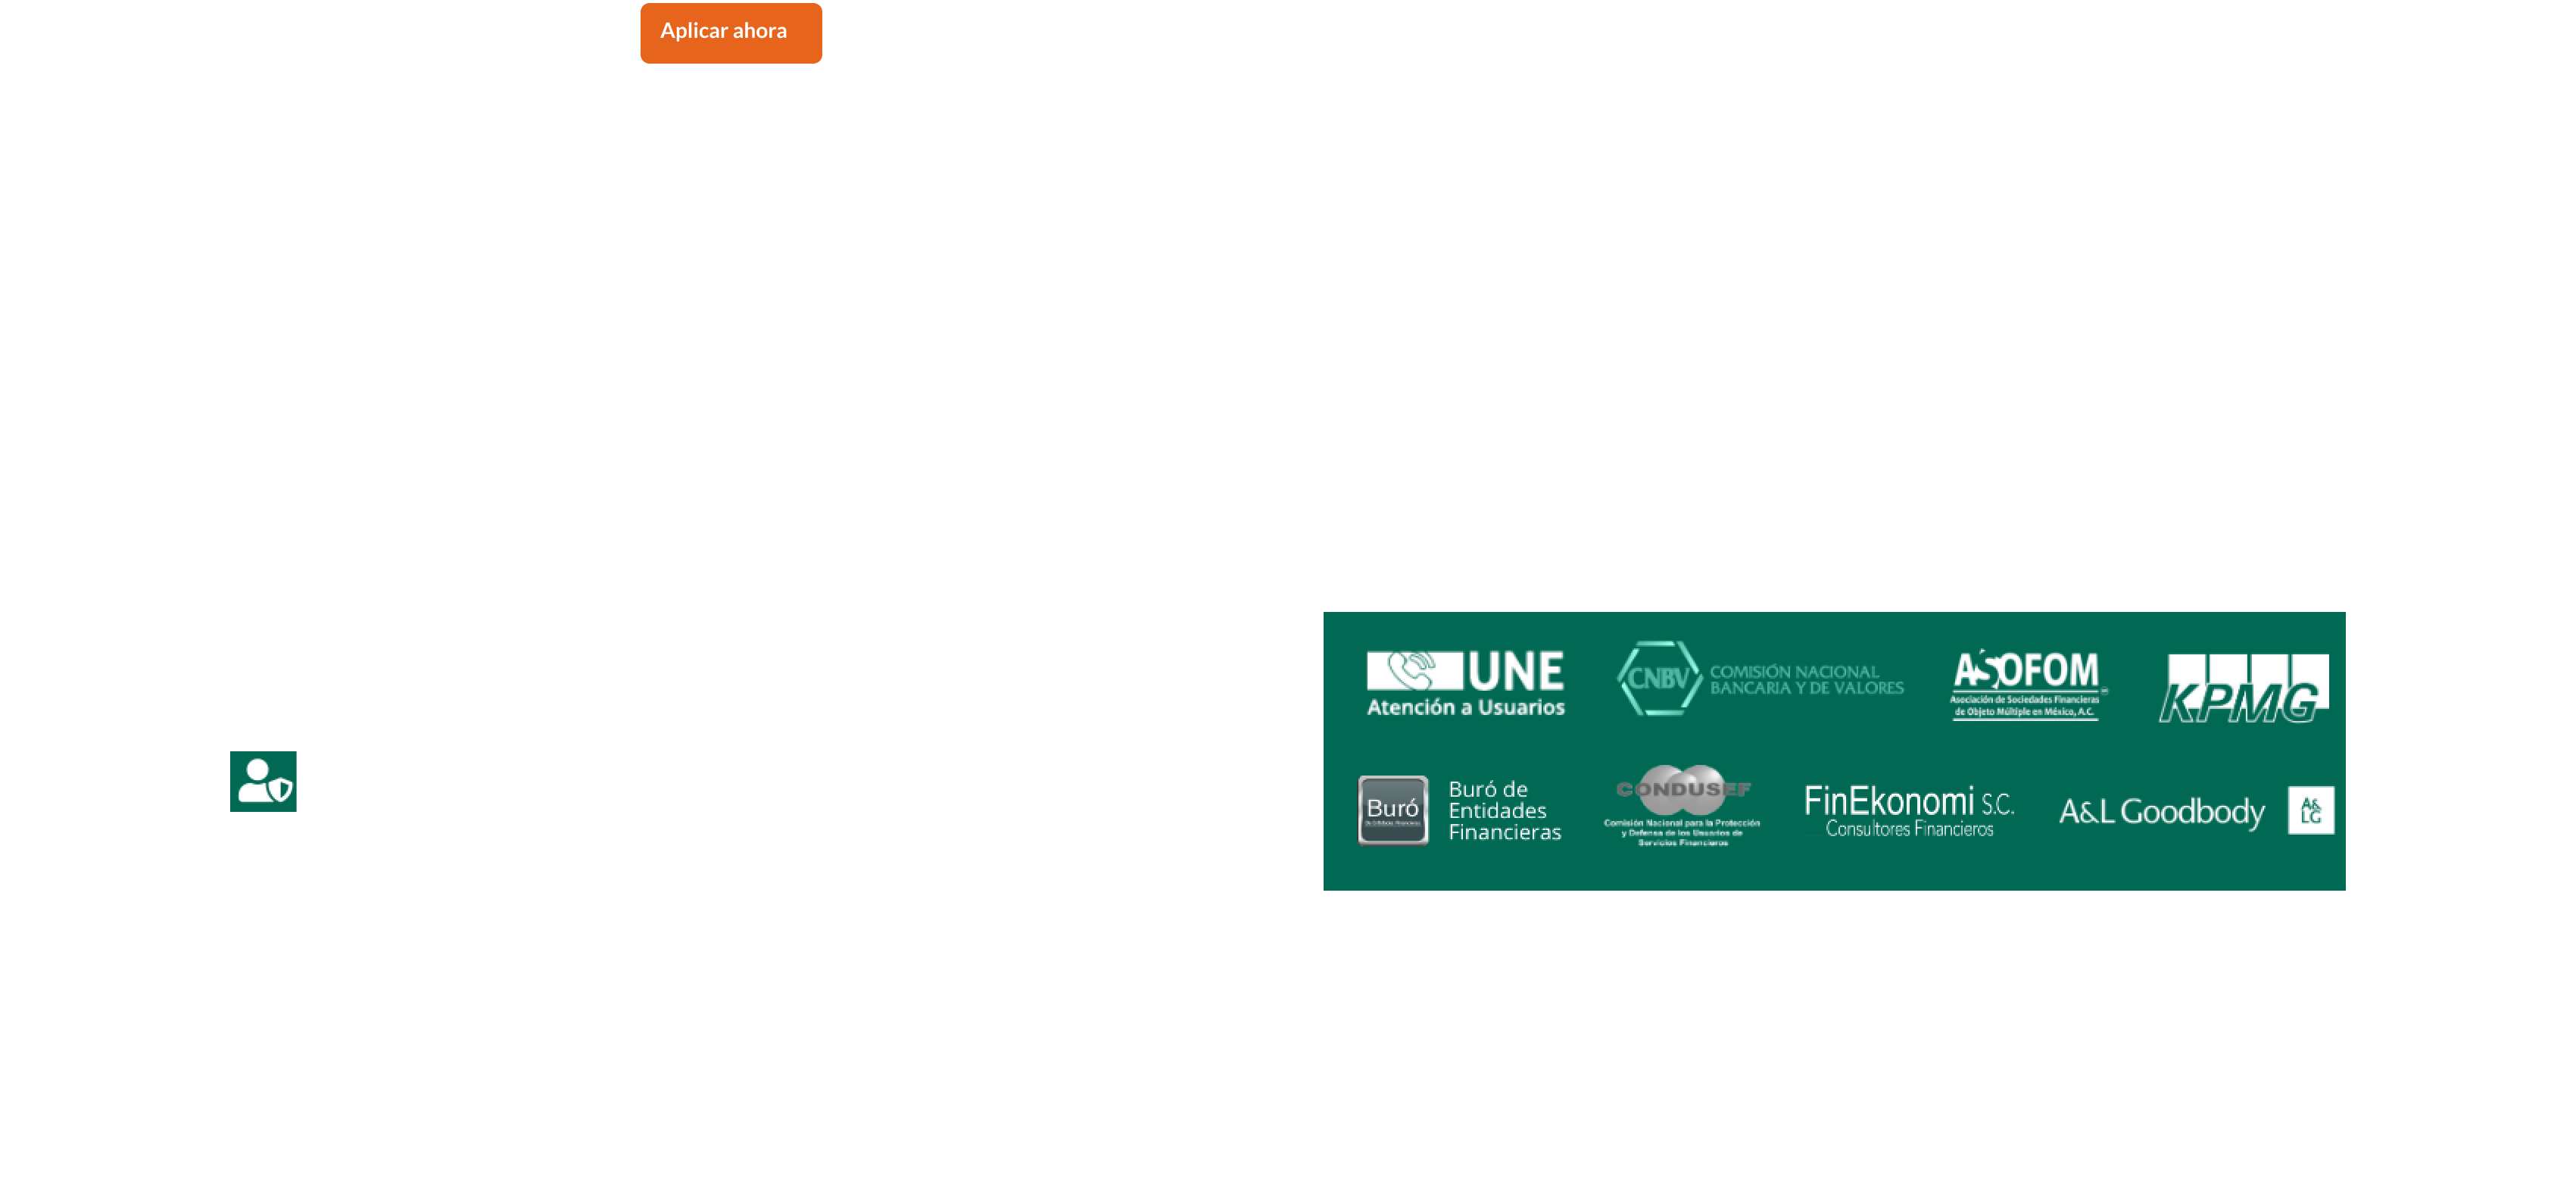 Aplicar ahora
UNE
Atención a Usuarios
CNBV
COMISIÓN NACIONAL
BANCARIA Y DE VALORES
ASOFOM
Asociación de Sociedades Financieras
de Objeto Múltiple en México, A.C.
KPMG
Buró
Buró de
Entidades
Financieras
CONDUSEF
Comisión Nacional para la Protección
y Defensa de los Usuarios de
Servicios Financieros
FinEkonomi S.C.
Consultores Financieros
A&L Goodbody
A&
LG